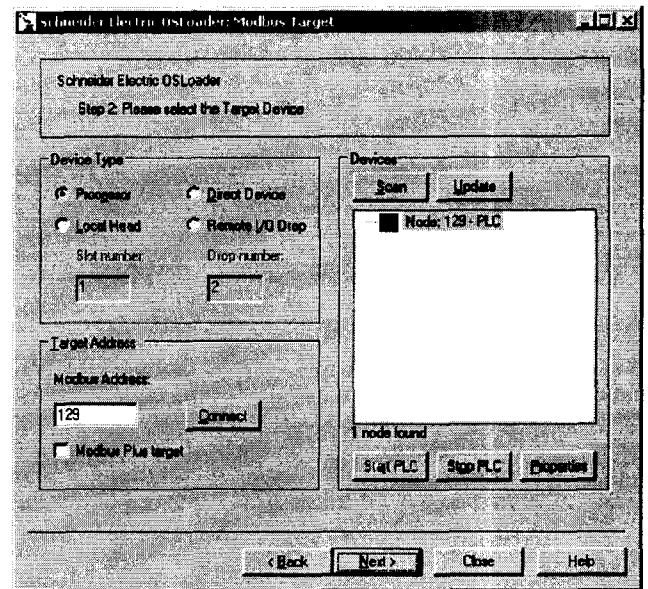 Schneider Electric OSLoader: Modbus Target
Schneider Electric OSLoader
Step 2: Please select the Target Device
Device Type
Processor
Direct Device
Local Head
Remote I/O Drop
Slot number:
Drop number:
1
2
Target Address
Modbus Address:
129
Connect
Modbus Plus target
Devices
Scan
Update
Node: 129 - PLC
1 node found
Start PLC
Stop PLC
Properties
< Back
Next >
Close
Help